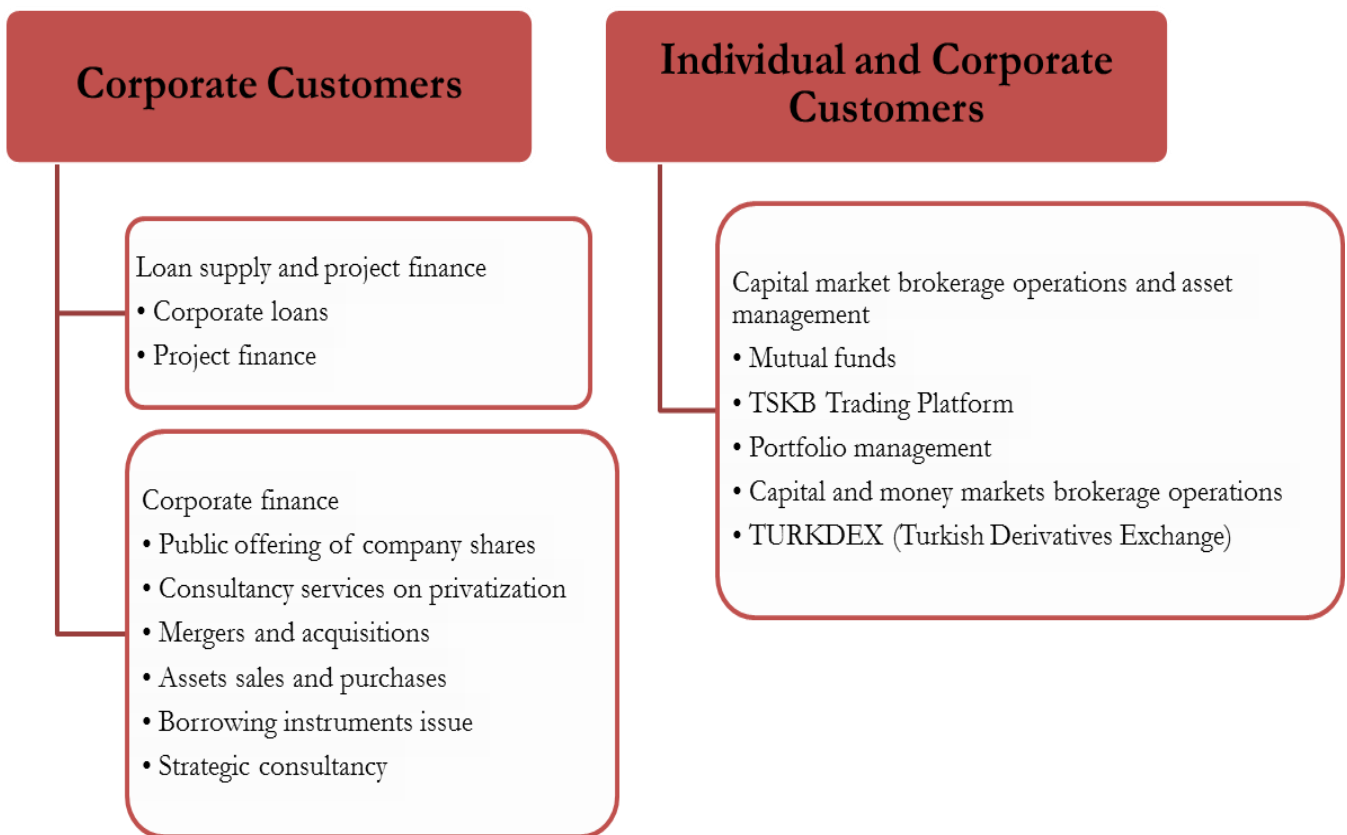 Corporate Customers
Loan supply and project finance
• Corporate loans
• Project finance
Corporate finance
• Public offering of company shares
• Consultancy services on privatization
• Mergers and acquisitions
• Assets sales and purchases
• Borrowing instruments issue
• Strategic consultancy
Individual and Corporate
Customers
Capital market brokerage operations and asset
management
• Mutual funds
• TSKB Trading Platform
• Portfolio management
• Capital and money markets brokerage operations
• TURKDEX (Turkish Derivatives Exchange)